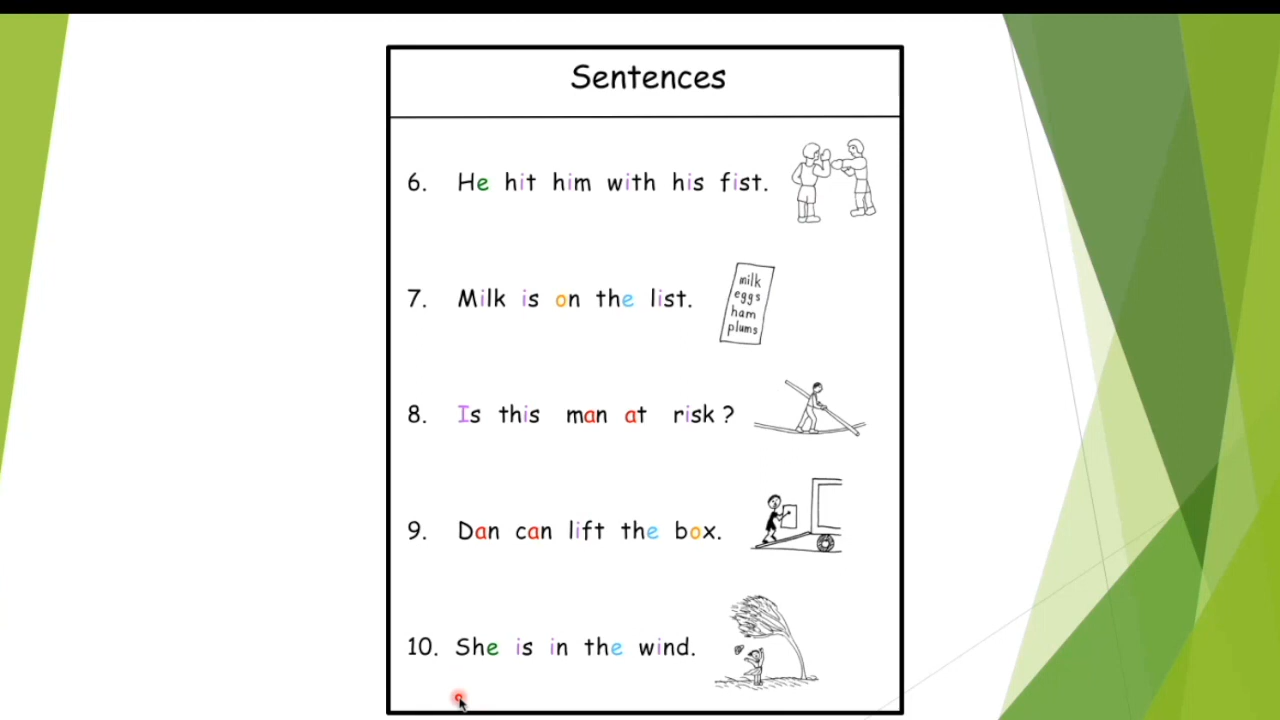 Sentences
6. He hit him with his fist.
7. Milk is on the list.
milk
eggs
ham
plums
8. Is this man at risk ?
9. Dan can lift the box.
10. She is in the wind.